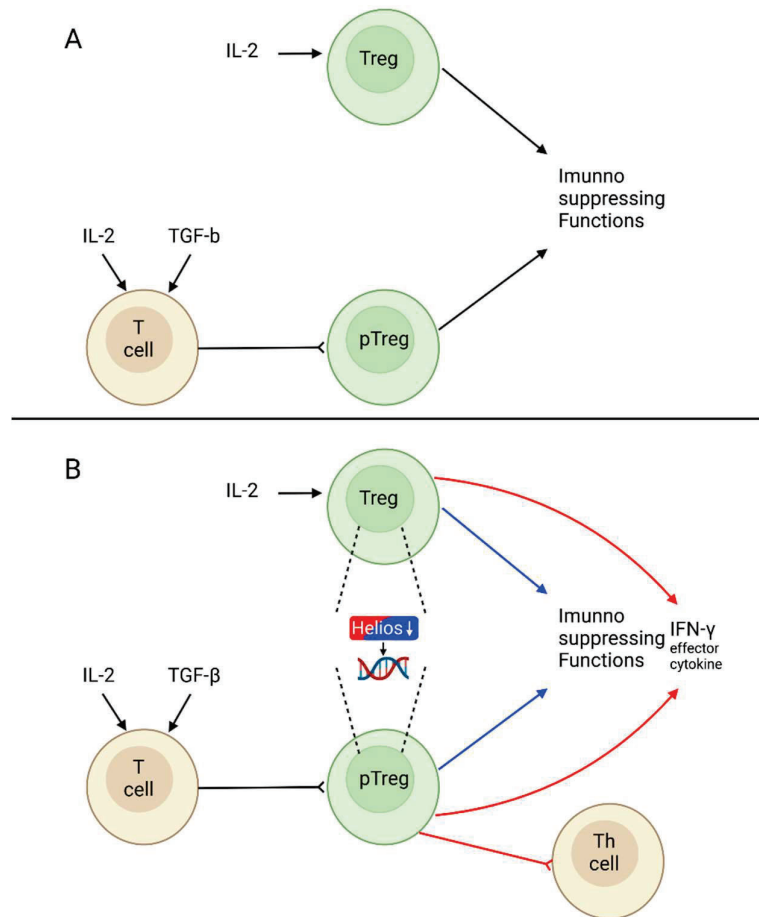 A
IL-2
Treg
Imunno
suppressing
Functions
IL-2
TGF-b
T
cell
pTreg
B
IL-2
Treg
Helios↓
Imunno
suppressing
Functions
IFN-γ
effector
cytokine
IL-2
TGF-β
T
cell
pTreg
Th
cell